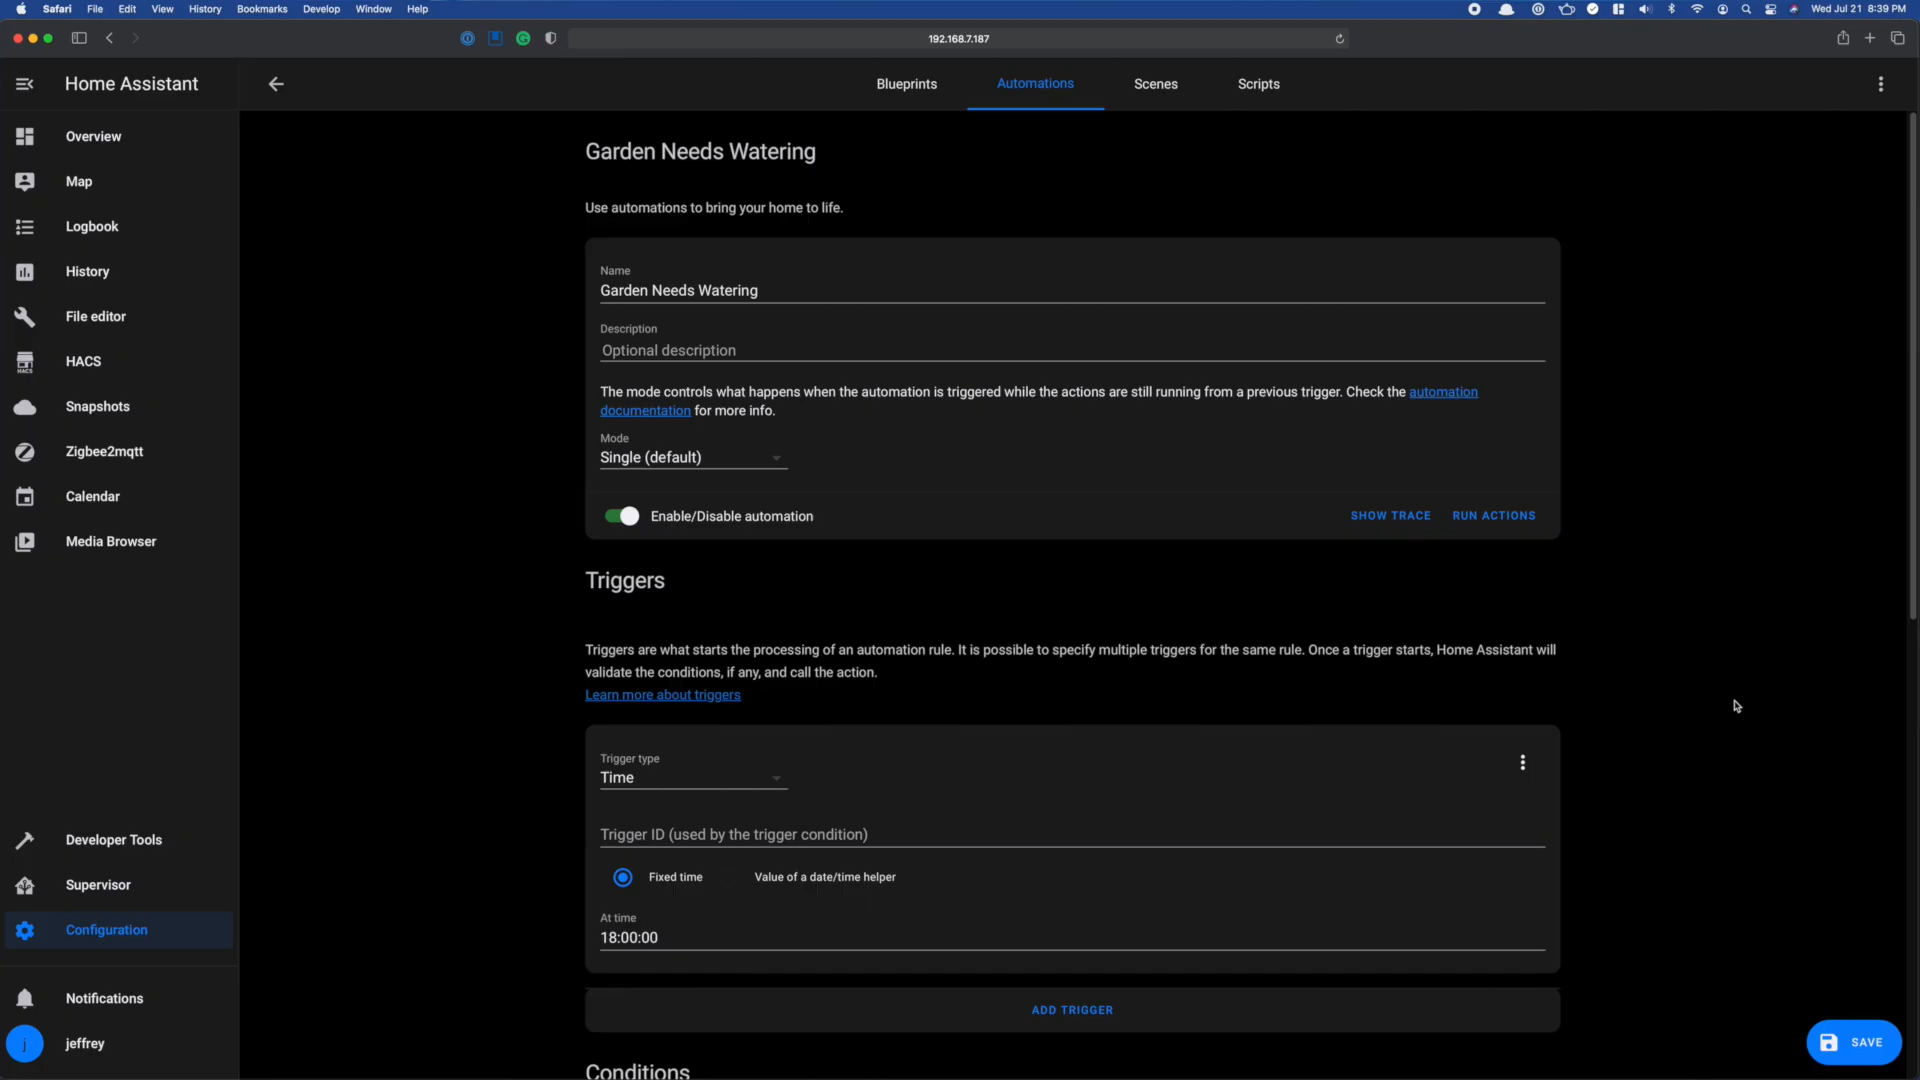 Safari File Edit View History Bookmarks Develop Window Help
Wed Jul 21 8:39 PM
192.168.7.187
Home Assistant
Blueprints Automations Scenes Scripts
Overview
Map
Logbook
History
File editor
HACS
HACS
Snapshots
Zigbee2mqtt
Calendar
Media Browser
Developer Tools
Supervisor
Configuration
Notifications
j jeffrey
Garden Needs Watering
Use automations to bring your home to life.
Name
Garden Needs Watering
Description
Optional description
The mode controls what happens when the automation is triggered while the actions are still running from a previous trigger. Check the automation
documentation for more info.
Mode
Single (default)
Enable/Disable automation
SHOW TRACE RUN ACTIONS
Triggers
Triggers are what starts the processing of an automation rule. It is possible to specify multiple triggers for the same rule. Once a trigger starts, Home Assistant will
validate the conditions, if any, and call the action.
Learn more about triggers
Trigger type
Time
Trigger ID (used by the trigger condition)
Fixed time Value of a date/time helper
At time
18:00:00
ADD TRIGGER
Conditions
SAVE